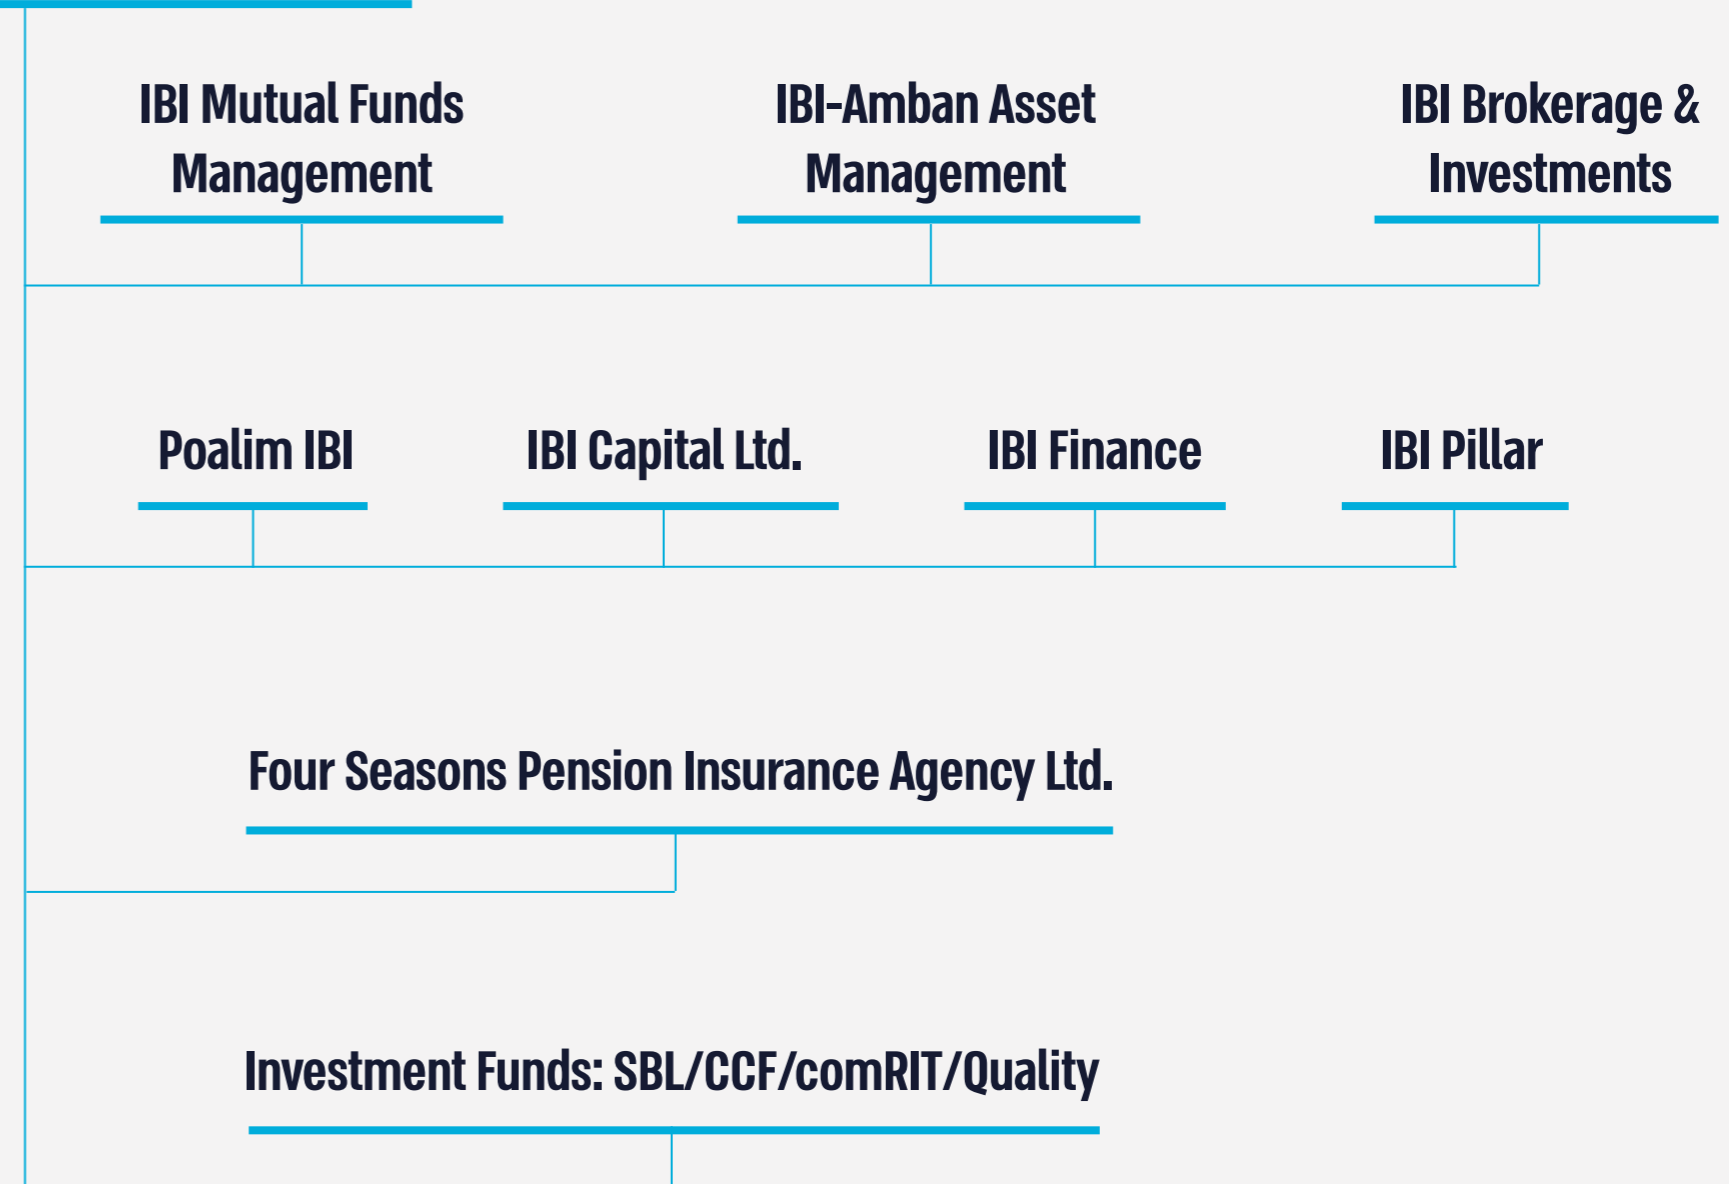 IBI Mutual Funds
Management
IBI-Amban Asset
Management
IBI Brokerage &
Investments
Poalim IBI
IBI Capital Ltd.
IBI Finance
IBI Pillar
Four Seasons Pension Insurance Agency Ltd.
Investment Funds: SBL/CCF/comRIT/Quality